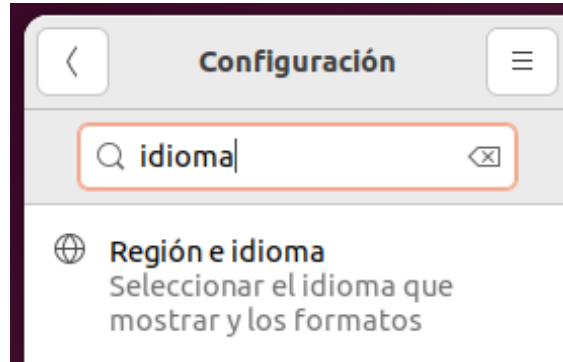 Configuración
idioma
Región e idioma
Seleccionar el idioma que
mostrar y los formatos